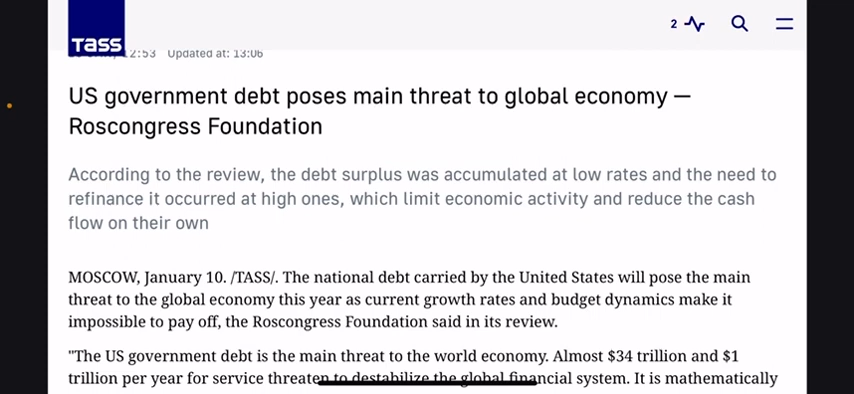 2
TASS
12:53 Updated at: 13:06
US government debt poses main threat to global economy —
Roscongress Foundation
According to the review, the debt surplus was accumulated at low rates and the need to
refinance it occurred at high ones, which limit economic activity and reduce the cash
flow on their own
MOSCOW, January 10. /TASS/. The national debt carried by the United States will pose the main
threat to the global economy this year as current growth rates and budget dynamics make it
impossible to pay off, the Roscongress Foundation said in its review.
"The US government debt is the main threat to the world economy. Almost $34 trillion and $1
trillion per year for service threaten to destabilize the global financial system. It is mathematically